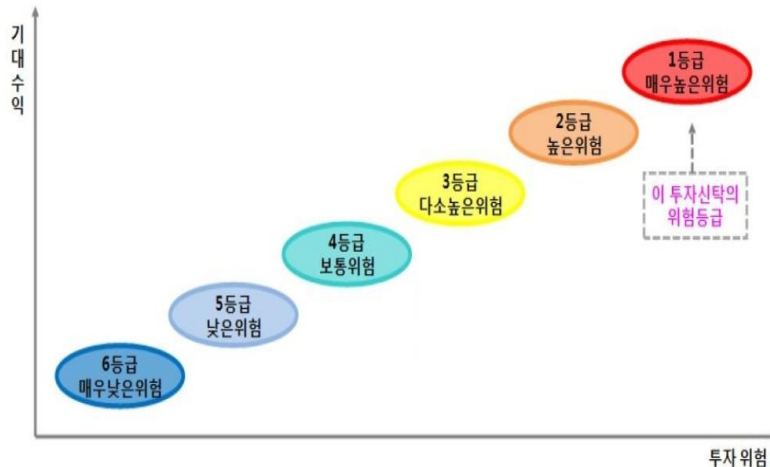 기대수익
1등급
매우높은위험
2등급
높은위험
3등급
다소높은위험
이 투자신탁의
위험등급
4등급
보통위험
5등급
낮은위험
6등급
매우낮은위험
투자 위험